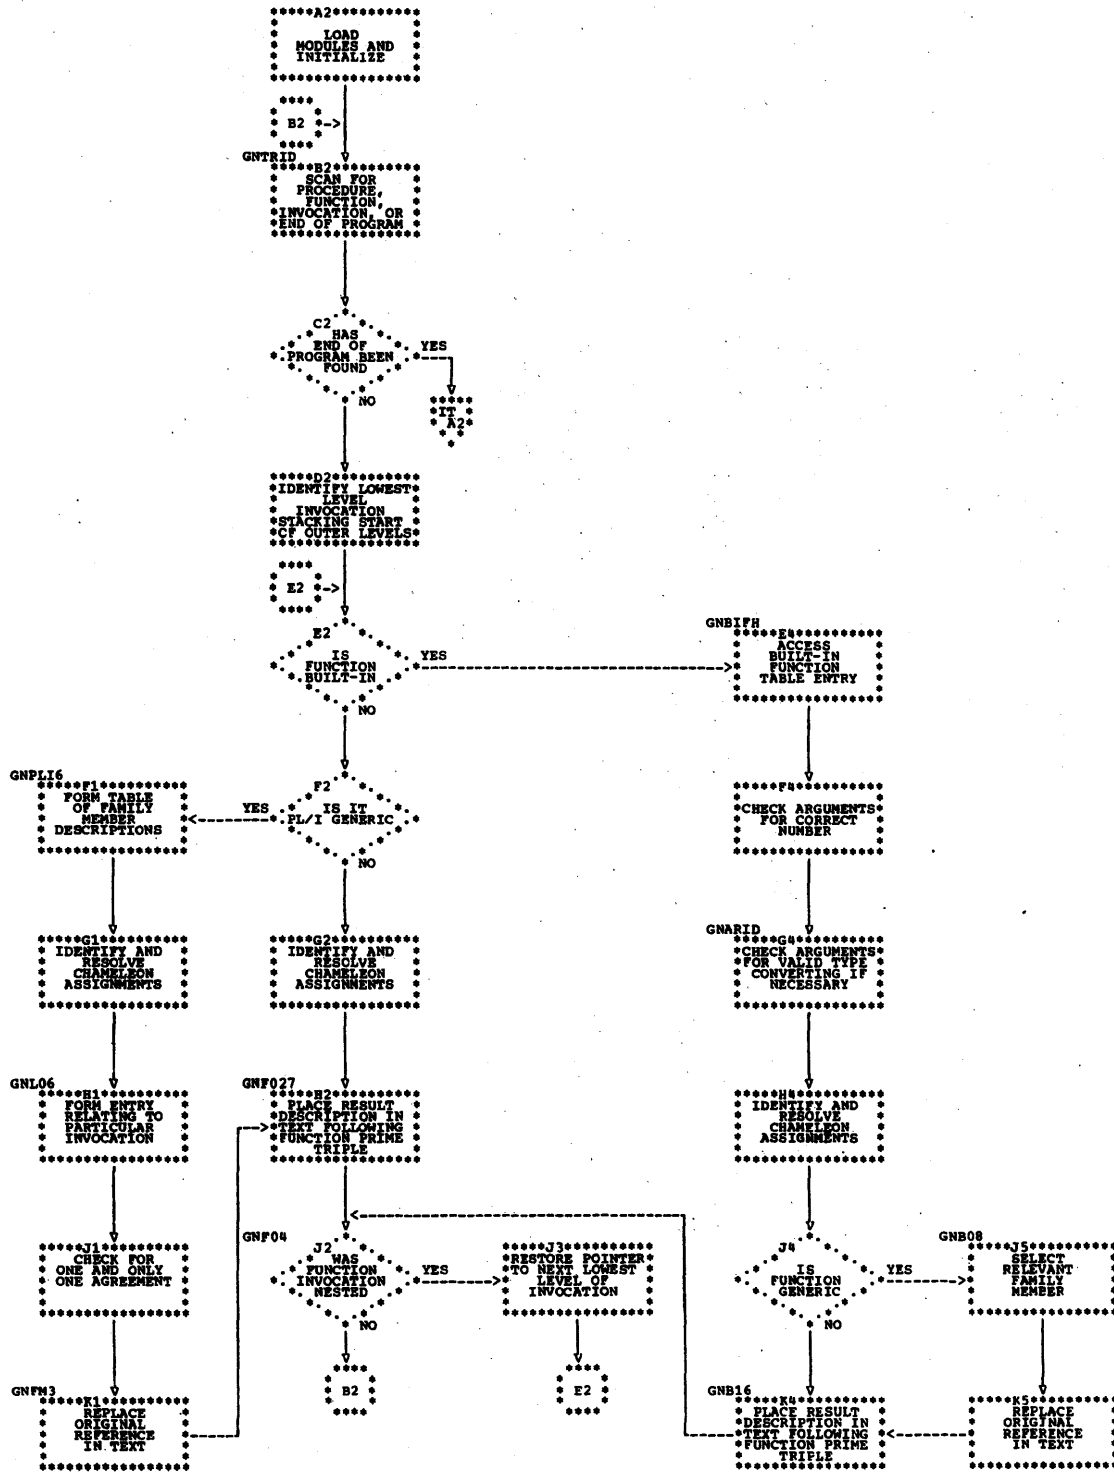 A2
LOAD
MODULES AND
INITIALIZE
B2
GNTRID
B2
SCAN FOR
PROCEDURE,
FUNCTION,
INVOCATION, OR
END OF PROGRAM
C2
HAS
END OF
PROGRAM BEEN
FOUND
YES
NO
IT
A2
D2
IDENTIFY LOWEST
LEVEL
INVOCATION
STACKING START
CF OUTER LEVELS
E2
E2
IS
FUNCTION
BUILT-IN
YES
NO
GNBIFH
E4
ACCESS
BUILT-IN
FUNCTION
TABLE ENTRY
GNPLI6
F1
FORM TABLE
OF FAMILY
MEMBER
DESCRIPTIONS
F2
IS IT
PL/I GENERIC
YES
NO
F4
CHECK ARGUMENTS
FOR CORRECT
NUMBER
G1
IDENTIFY AND
RESOLVE
CHAMELEON
ASSIGNMENTS
G2
IDENTIFY AND
RESOLVE
CHAMELEON
ASSIGNMENTS
GNARID
G4
CHECK ARGUMENTS
FOR VALID TYPE
CONVERTING IF
NECESSARY
GNL06
H1
FORM ENTRY
RELATING TO
PARTICULAR
INVOCATION
GNF027
H2
PLACE RESULT
DESCRIPTION IN
TEXT FOLLOWING
FUNCTION PRIME
TRIPLE
H4
IDENTIFY AND
RESOLVE
CHAMELEON
ASSIGNMENTS
J1
CHECK FOR
ONE AND ONLY
ONE AGREEMENT
GNF04
J2
WAS
FUNCTION
INVOCATION
NESTED
YES
NO
J3
RESTORE POINTER
TO NEXT LOWEST
LEVEL OF
INVOCATION
J4
IS
FUNCTION
GENERIC
YES
NO
GNB08
J5
SELECT
RELEVANT
FAMILY
MEMBER
GNFM3
K1
REPLACE
ORIGINAL
REFERENCE
IN TEXT
B2
E2
GNB16
K4
PLACE RESULT
DESCRIPTION IN
TEXT FOLLOWING
FUNCTION PRIME
TRIPLE
K5
REPLACE
ORIGINAL
REFERENCE
IN TEXT